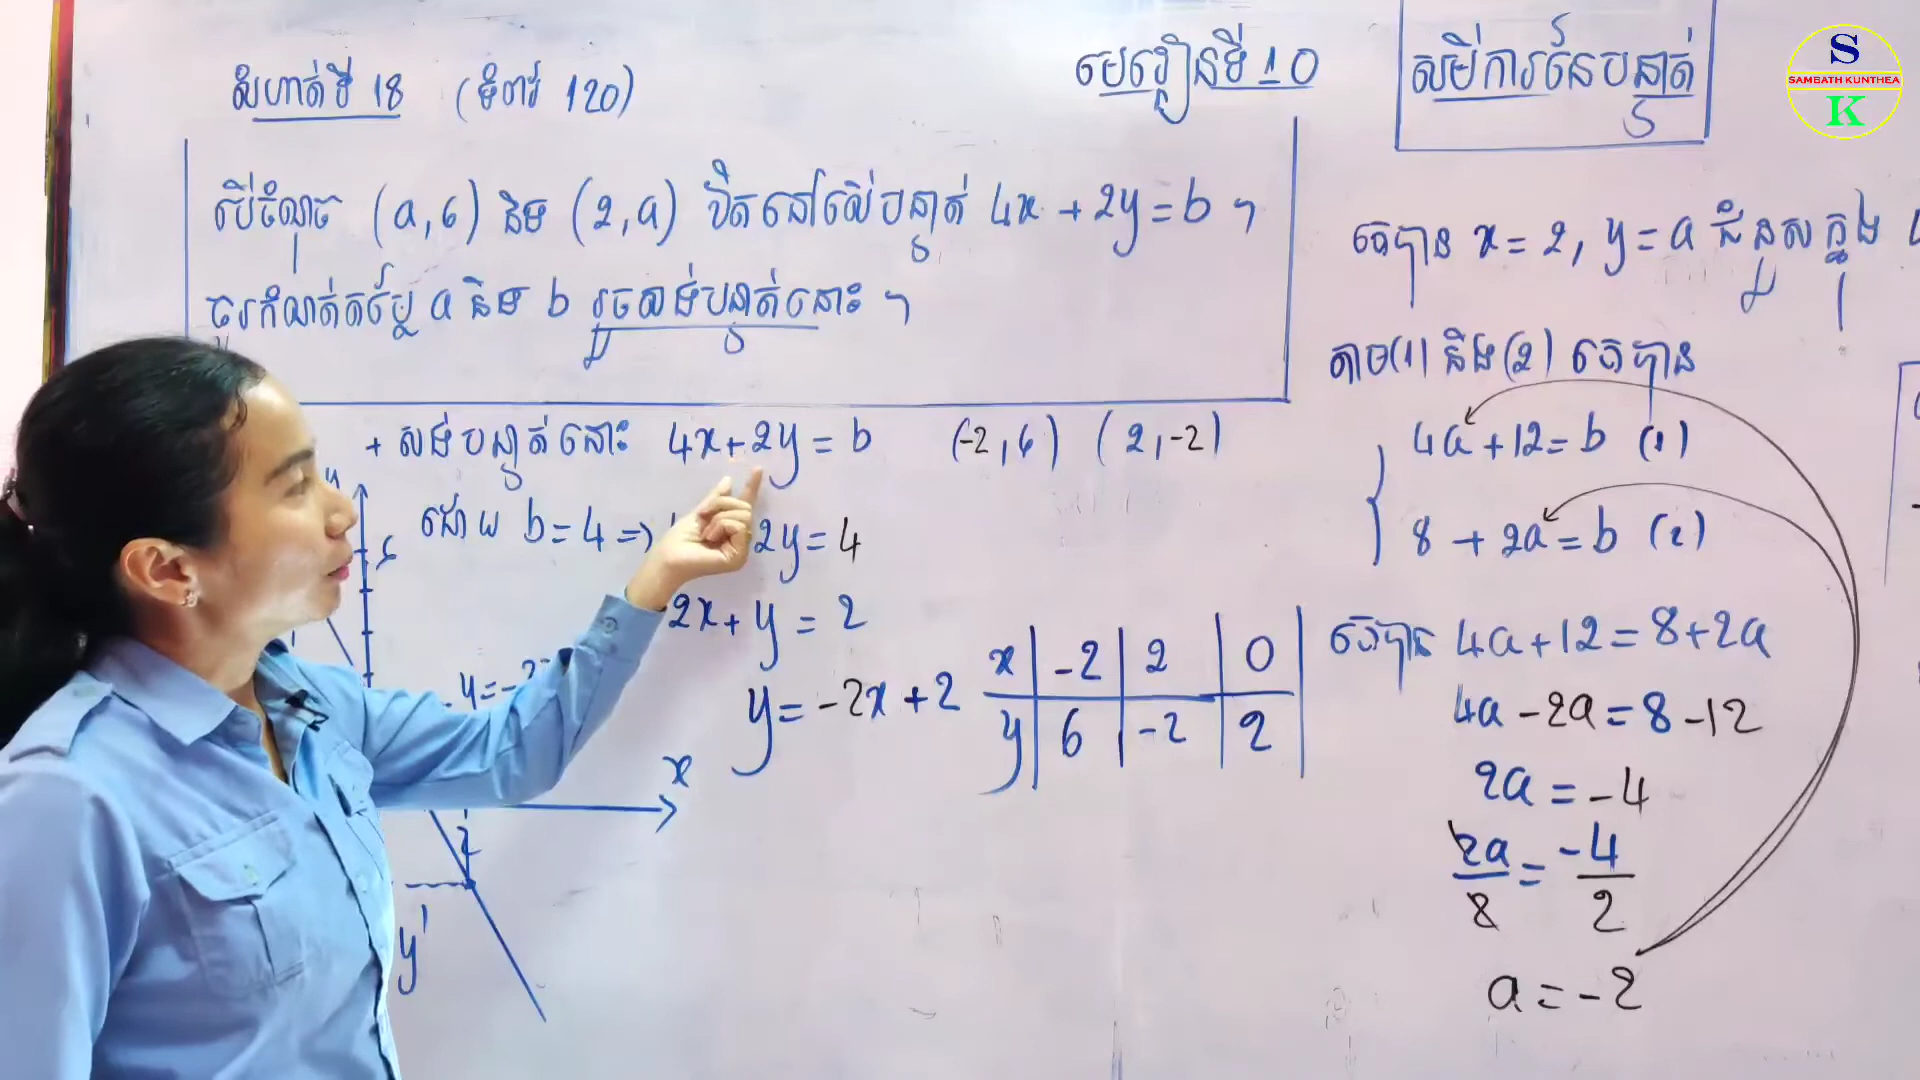 លំហាត់ទី 18 (ទំព័រ 120)
មេរៀនទី 10
សមីការនៃបន្ទាត់
S
SAMBATH KUNTHEA
K
បើចំណុច (a,6) និង (2,a) ឋិតនៅលើបន្ទាត់ 4x + 2y = b ។
ចូរកំណត់តម្លៃ a និង b រួចសង់បន្ទាត់នោះ ។
+ សង់បន្ទាត់នោះ 4x + 2y = b (-2,6) (2,-2)
ដោយ b = 4 => 2y = 4
2x + y = 2
y = -2x + 2
x -2 2 0
y 6 -2 2
6
x
2
y'
គេបាន x = 2, y = a ជំនួសក្នុង
តាម (1) និង (2) គេបាន
4a + 12 = b (1)
8 + 2a = b (2)
គេបាន 4a + 12 = 8 + 2a
4a - 2a = 8 - 12
2a = -4
2a = -4
2 2
a = -2